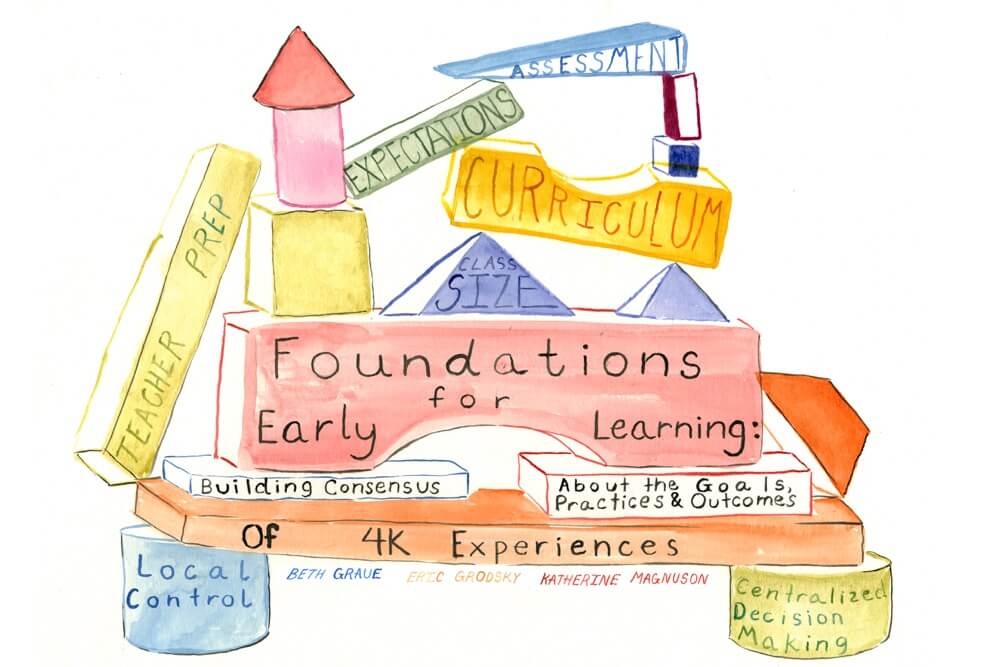 ASSESSMENT
EXPECTATIONS
CURRICULUM
TEACHER PREP
CLASS
SIZE
Foundations
for
Early Learning:
Building Consensus
About the Goals,
Practices & Outcomes
Of 4K Experiences
Local
Control
BETH GRAUE ERIC GRODSKY KATHERINE MAGNUSON
Centralized
Decision
Making